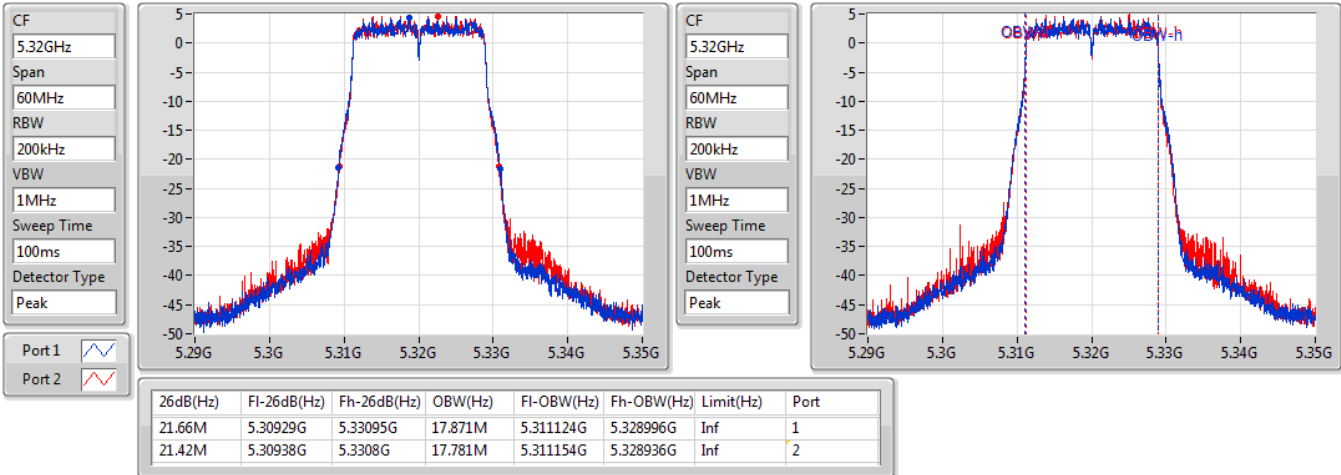 CF
5.32GHz
Span
60MHz
RBW
200kHz
VBW
1MHz
Sweep Time
100ms
Detector Type
Peak
Port 1
Port 2
5
0
-5
-10
-15
-20
-25
-30
-35
-40
-45
-50
5.29G 5.3G 5.31G 5.32G 5.33G 5.34G 5.35G
CF
5.32GHz
Span
60MHz
RBW
200kHz
VBW
1MHz
Sweep Time
100ms
Detector Type
Peak
5
0
-5
-10
-15
-20
-25
-30
-35
-40
-45
-50
OBW-h
5.29G 5.3G 5.31G 5.32G 5.33G 5.34G 5.35G
26dB(Hz) Fl-26dB(Hz) Fh-26dB(Hz) OBW(Hz) Fl-OBW(Hz) Fh-OBW(Hz) Limit(Hz) Port
21.66M 5.30929G 5.33095G 17.871M 5.311124G 5.328996G Inf 1
21.42M 5.30938G 5.3308G 17.781M 5.311154G 5.328936G Inf 2